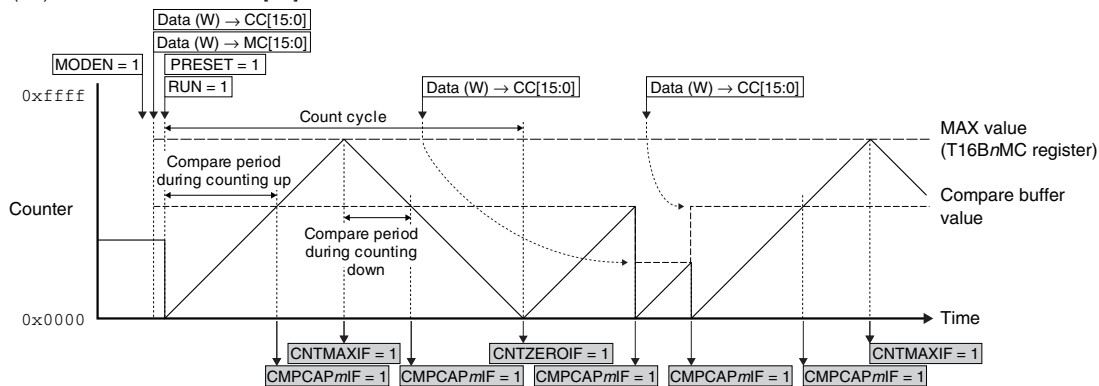 Data (W) → CC[15:0]
Data (W) → MC[15:0]
MODEN = 1
PRESET = 1
RUN = 1
Data (W) → CC[15:0]
Data (W) → CC[15:0]
0xffff
Count cycle
MAX value
(T16BnMC register)
Compare period
during counting up
Compare buffer
value
Counter
Compare period
during counting
down
0x0000
Time
CNTMAXIF = 1
CNTZEROIF = 1
CNTMAXIF = 1
CMPCAPmIF = 1
CMPCAPmIF = 1
CMPCAPmIF = 1
CMPCAPmIF = 1
CMPCAPmIF = 1